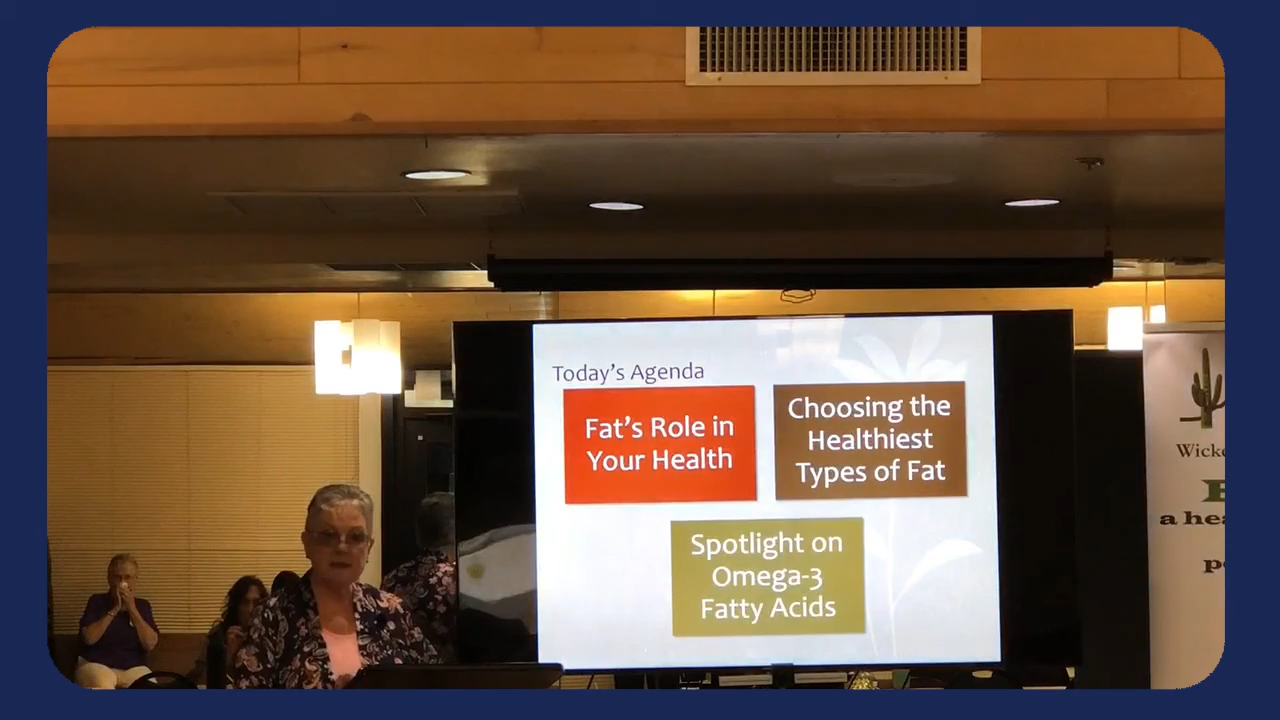 Today's Agenda
Fat's Role in
Your Health
Choosing the
Healthiest
Types of Fat
Spotlight on
Omega-3
Fatty Acids
a